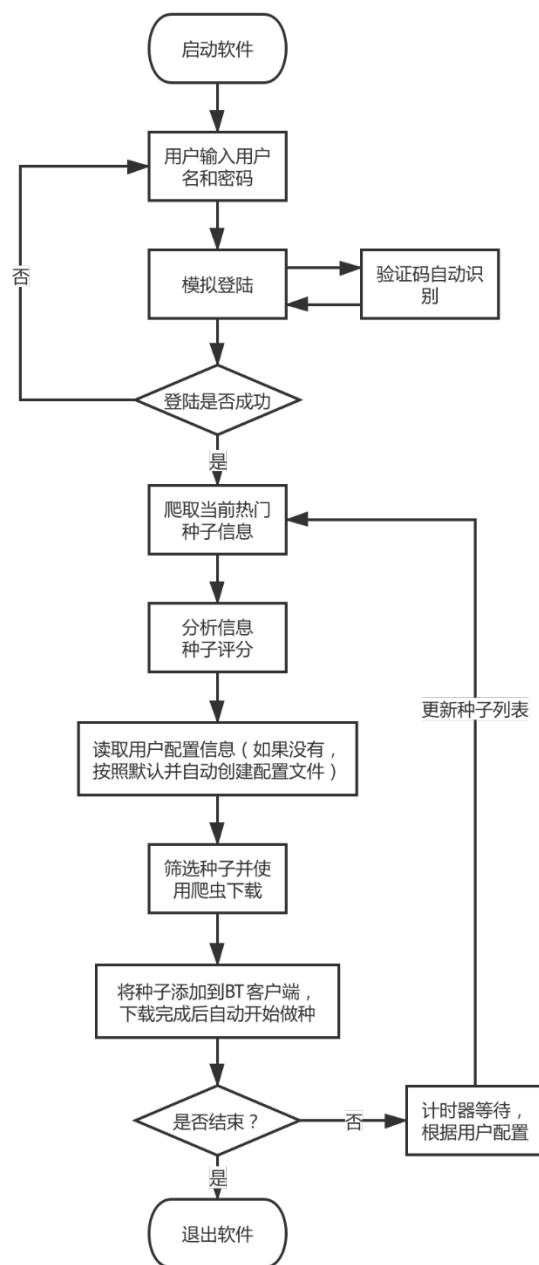 启动软件
用户输入用户
名和密码
否
模拟登陆
验证码自动识
别
登陆是否成功
是
爬取当前热门
种子信息
分析信息
种子评分
更新种子列表
读取用户配置信息（如果没有，
按照默认并自动创建配置文件）
筛选种子并使
用爬虫下载
将种子添加到BT客户端，
下载完成后自动开始做种
是否结束？
否
计时器等待，
根据用户配置
是
退出软件